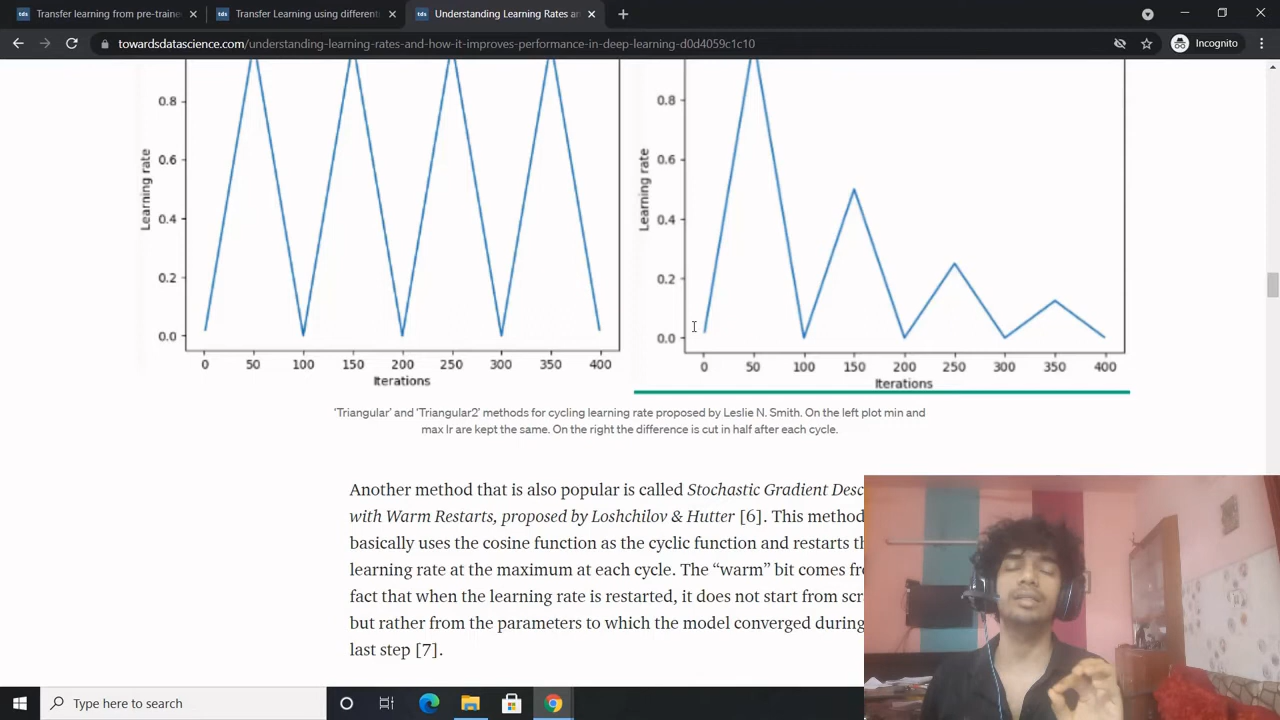 Transfer learning from pre-traine
Transfer Learning using different
Understanding Learning Rates an
towardsdatascience.com/understanding-learning-rates-and-how-it-improves-performance-in-deep-learning-d0d4059c1c10
Incognito
0.8
0.6
0.4
0.2
0.0
Learning rate
0 50 100 150 200 250 300 350 400
Iterations
0.8
0.6
0.4
0.2
0.0
Learning rate
0 50 100 150 200 250 300 350 400
Iterations
'Triangular' and 'Triangular2' methods for cycling learning rate proposed by Leslie N. Smith. On the left plot min and
max lr are kept the same. On the right the difference is cut in half after each cycle.
Another method that is also popular is called Stochastic Gradient Desc
with Warm Restarts, proposed by Loshchilov & Hutter [6]. This method
basically uses the cosine function as the cyclic function and restarts th
learning rate at the maximum at each cycle. The “warm” bit comes fro
fact that when the learning rate is restarted, it does not start from scr
but rather from the parameters to which the model converged during
last step [7].
Type here to search